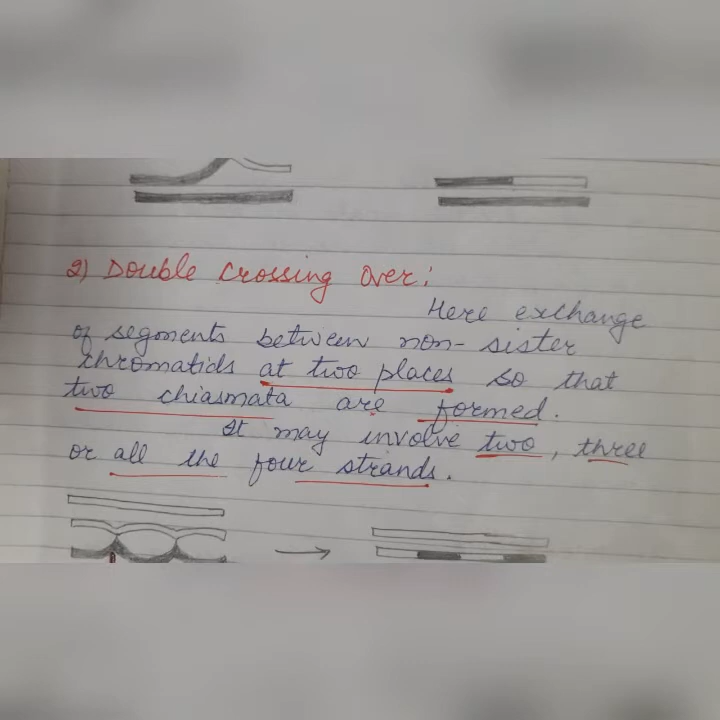 2) Double Crossing Over:
Here exchange
of segments between non-sister
chromatids at two places so that
two chiasmata are formed.
It may involve two, three
or all the four strands.